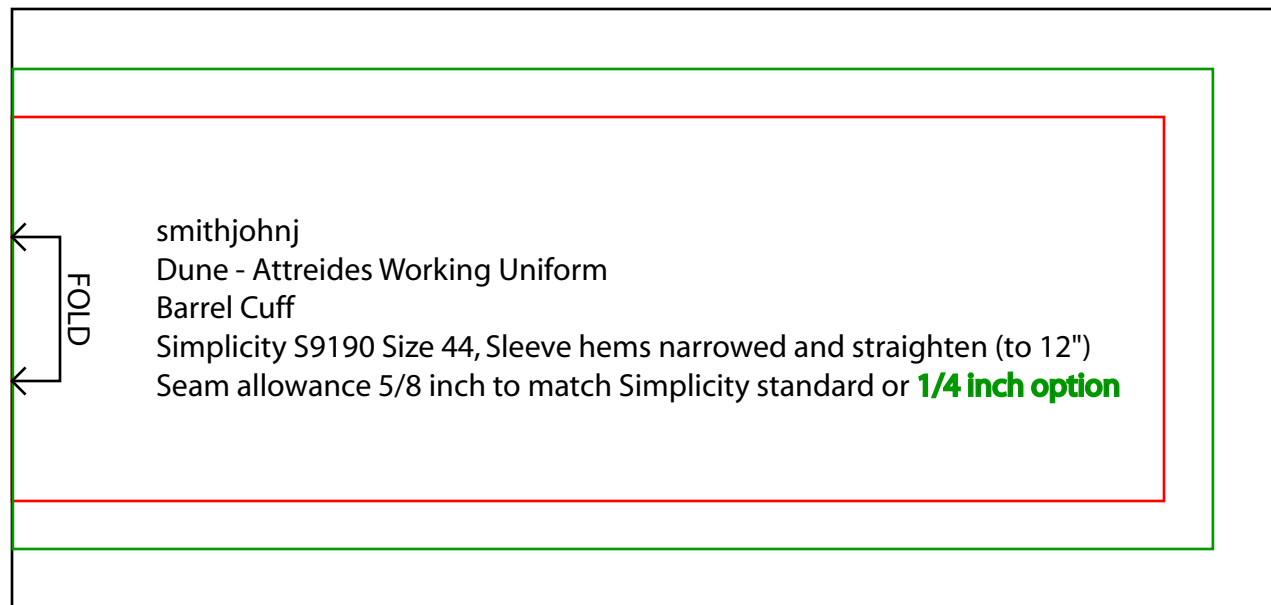 smithjohnj
Dune - Attreides Working Uniform
Barrel Cuff
Simplicity S9190 Size 44, Sleeve hems narrowed and straighten (to 12")
Seam allowance 5/8 inch to match Simplicity standard or 1/4 inch option
FOLD